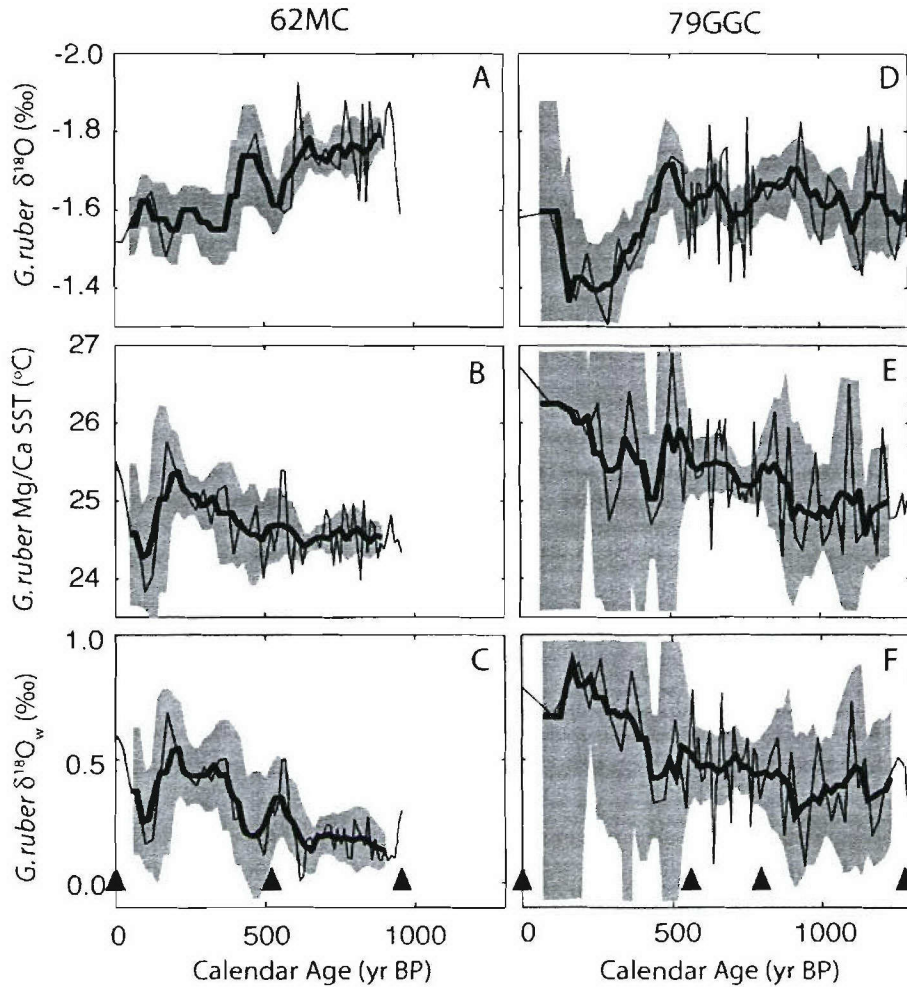 62MC
79GGC
A
D
-2.0
-1.8
-1.6
-1.4
G.ruber δ¹⁸O (‰)
B
E
27
26
25
24
G.ruber Mg/Ca SST (°C)
C
F
1.0
0.5
0.0
G.ruber δ¹⁸O_w (‰)
0
500
1000
0
500
1000
Calendar Age (yr BP)
Calendar Age (yr BP)